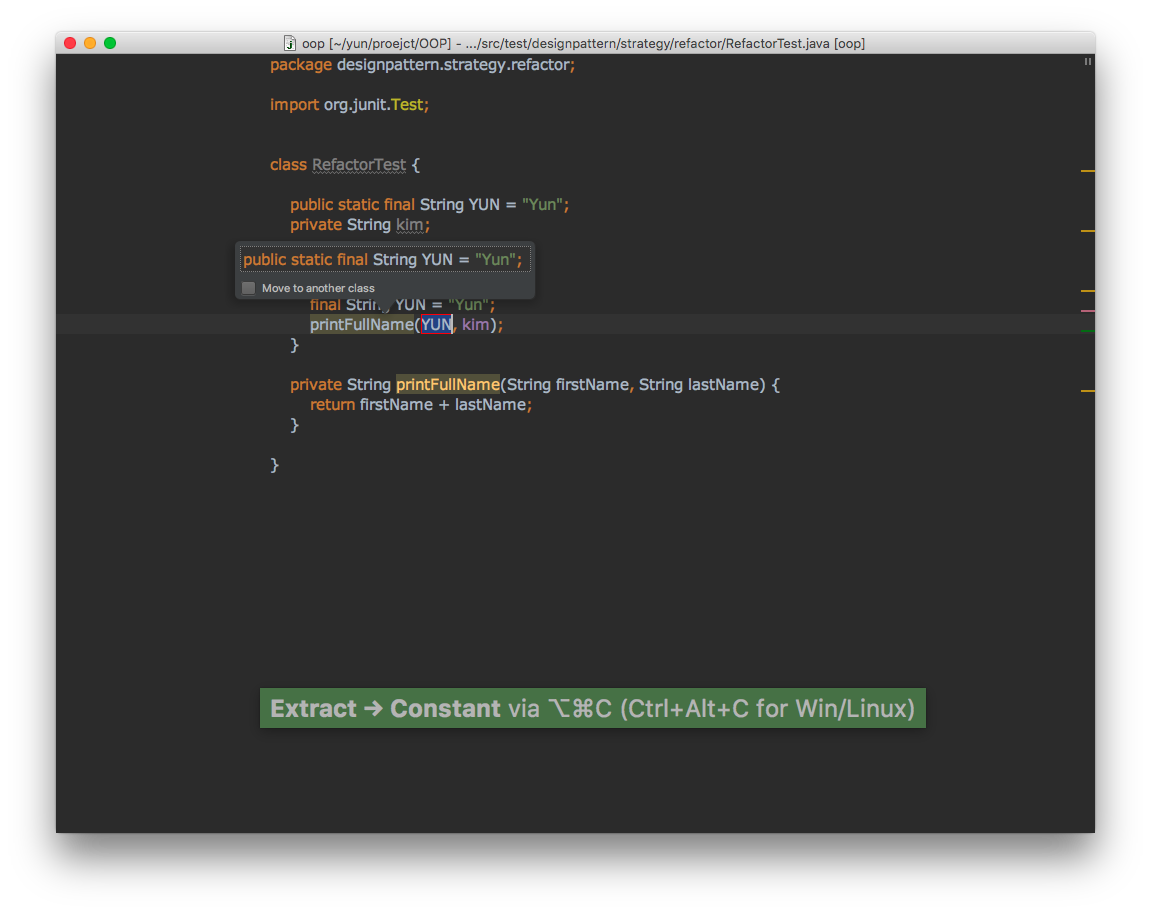 oop [~/yun/proejct/OOP] - .../src/test/designpattern/strategy/refactor/RefactorTest.java [oop]
package designpattern.strategy.refactor;
import org.junit.Test;
class RefactorTest {
public static final String YUN = "Yun";
private String kim;
public static final String YUN = "Yun";
Move to another class
final String YUN = "Yun";
printFullName(YUN, kim);
}
private String printFullName(String firstName, String lastName) {
return firstName + lastName;
}
}
Extract → Constant via ⌥⌘C (Ctrl+Alt+C for Win/Linux)